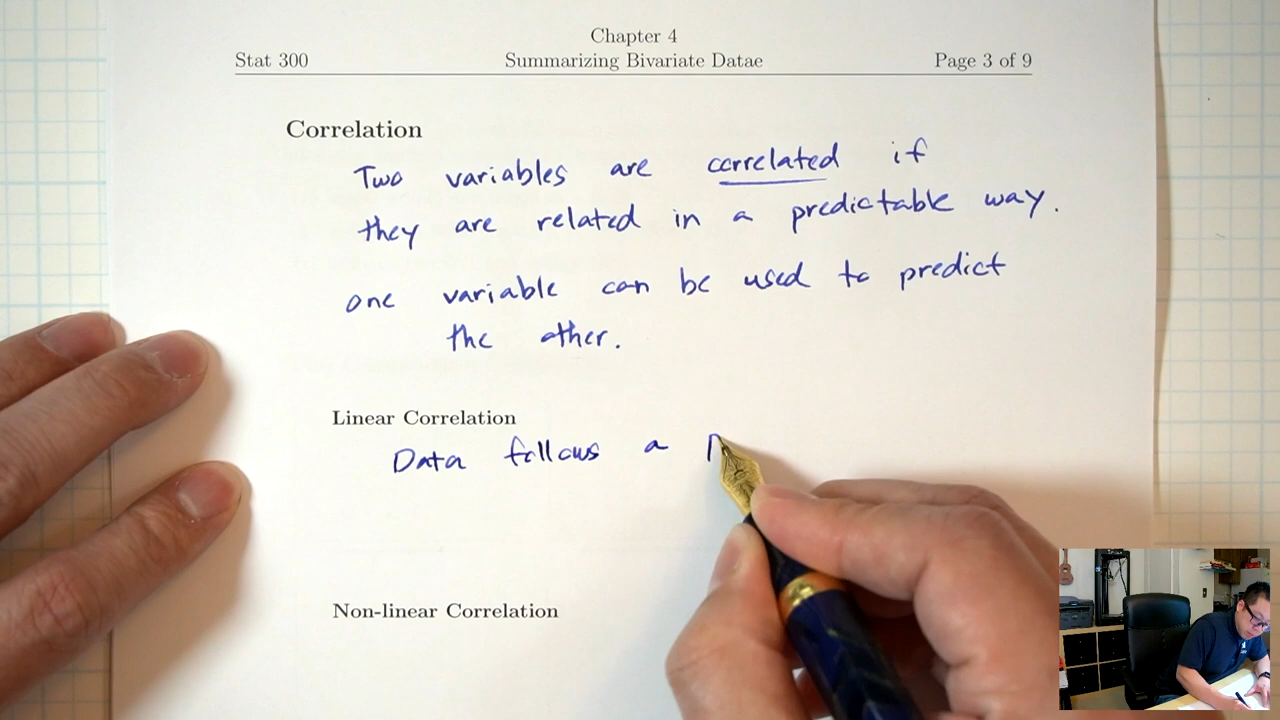 Chapter 4
Stat 300 Summarizing Bivariate Datae Page 3 of 9
Correlation
Two variables are correlated if
they are related in a predictable way.
one variable can be used to predict
the other.
Linear Correlation
Data follows a
Non-linear Correlation